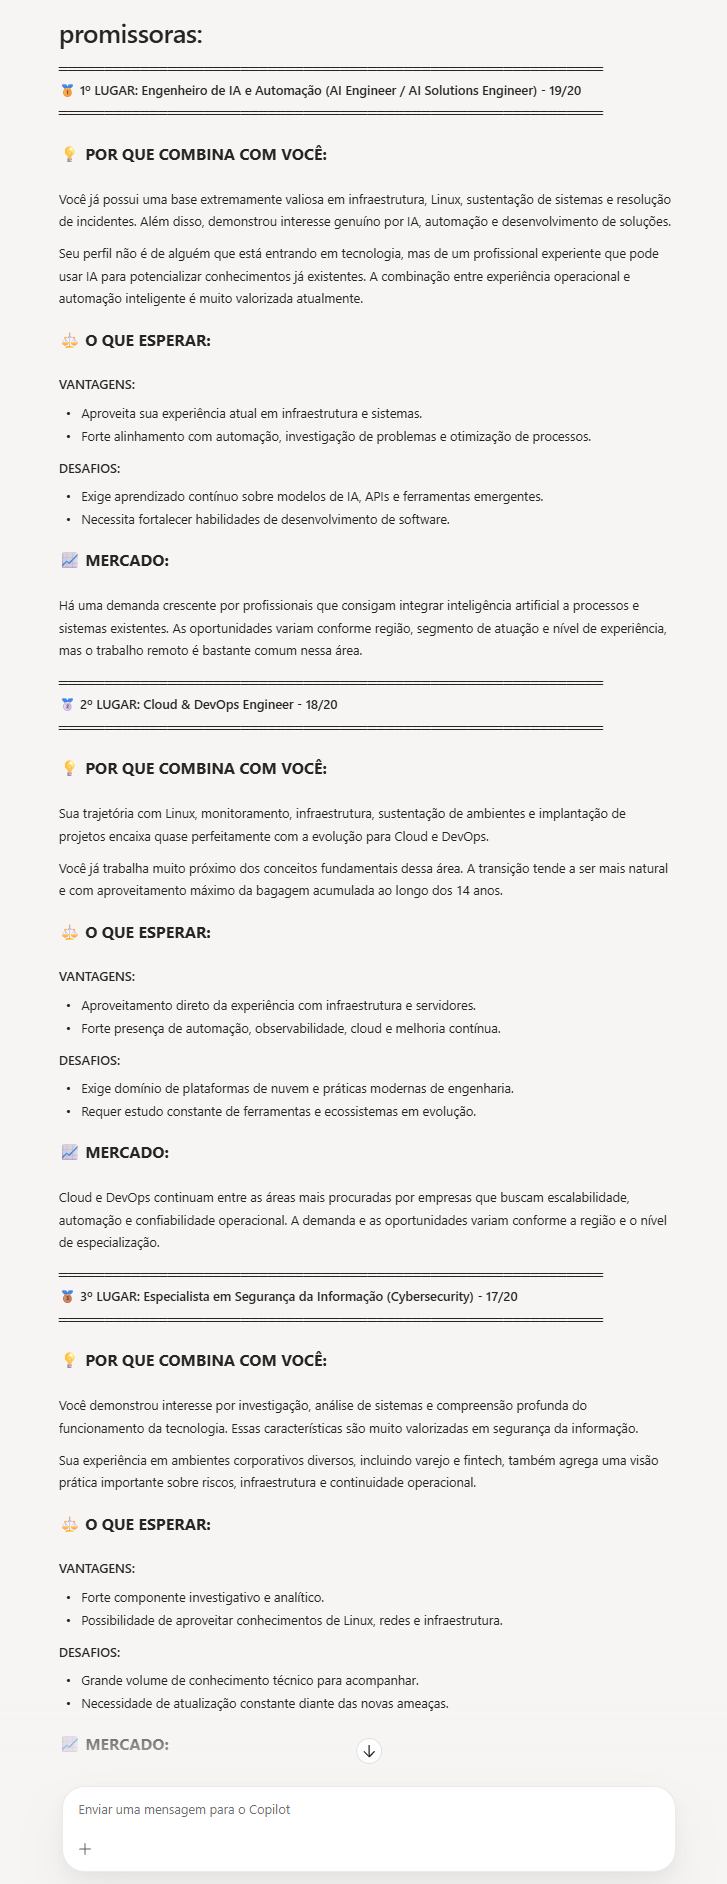 promissoras:
1º LUGAR: Engenheiro de IA e Automação (AI Engineer / AI Solutions Engineer) - 19/20
POR QUE COMBINA COM VOCÊ:
Você já possui uma base extremamente valiosa em infraestrutura, Linux, sustentação de sistemas e resolução
de incidentes. Além disso, demonstrou interesse genuíno por IA, automação e desenvolvimento de soluções.
Seu perfil não é de alguém que está entrando em tecnologia, mas de um profissional experiente que pode
usar IA para potencializar conhecimentos já existentes. A combinação entre experiência operacional e
automação inteligente é muito valorizada atualmente.
O QUE ESPERAR:
VANTAGENS:
• Aproveita sua experiência atual em infraestrutura e sistemas.
• Forte alinhamento com automação, investigação de problemas e otimização de processos.
DESAFIOS:
• Exige aprendizado contínuo sobre modelos de IA, APIs e ferramentas emergentes.
• Necessita fortalecer habilidades de desenvolvimento de software.
MERCADO:
Há uma demanda crescente por profissionais que consigam integrar inteligência artificial a processos e
sistemas existentes. As oportunidades variam conforme região, segmento de atuação e nível de experiência,
mas o trabalho remoto é bastante comum nessa área.
2º LUGAR: Cloud & DevOps Engineer - 18/20
POR QUE COMBINA COM VOCÊ:
Sua trajetória com Linux, monitoramento, infraestrutura, sustentação de ambientes e implantação de
projetos encaixa quase perfeitamente com a evolução para Cloud e DevOps.
Você já trabalha muito próximo dos conceitos fundamentais dessa área. A transição tende a ser mais natural
e com aproveitamento máximo da bagagem acumulada ao longo dos 14 anos.
O QUE ESPERAR:
VANTAGENS:
• Aproveitamento direto da experiência com infraestrutura e servidores.
• Forte presença de automação, observabilidade, cloud e melhoria contínua.
DESAFIOS:
• Exige domínio de plataformas de nuvem e práticas modernas de engenharia.
• Requer estudo constante de ferramentas e ecossistemas em evolução.
MERCADO:
Cloud e DevOps continuam entre as áreas mais procuradas por empresas que buscam escalabilidade,
automação e confiabilidade operacional. A demanda e as oportunidades variam conforme a região e o nível
de especialização.
3º LUGAR: Especialista em Segurança da Informação (Cybersecurity) - 17/20
POR QUE COMBINA COM VOCÊ:
Você demonstrou interesse por investigação, análise de sistemas e compreensão profunda do
funcionamento da tecnologia. Essas características são muito valorizadas em segurança da informação.
Sua experiência em ambientes corporativos diversos, incluindo varejo e fintech, também agrega uma visão
prática importante sobre riscos, infraestrutura e continuidade operacional.
O QUE ESPERAR:
VANTAGENS:
• Forte componente investigativo e analítico.
• Possibilidade de aproveitar conhecimentos de Linux, redes e infraestrutura.
DESAFIOS:
• Grande volume de conhecimento técnico para acompanhar.
• Necessidade de atualização constante diante das novas ameaças.
MERCADO:
Enviar uma mensagem para o Copilot